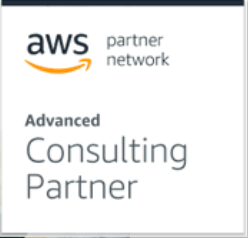 aws partner
network
Advanced
Consulting
Partner